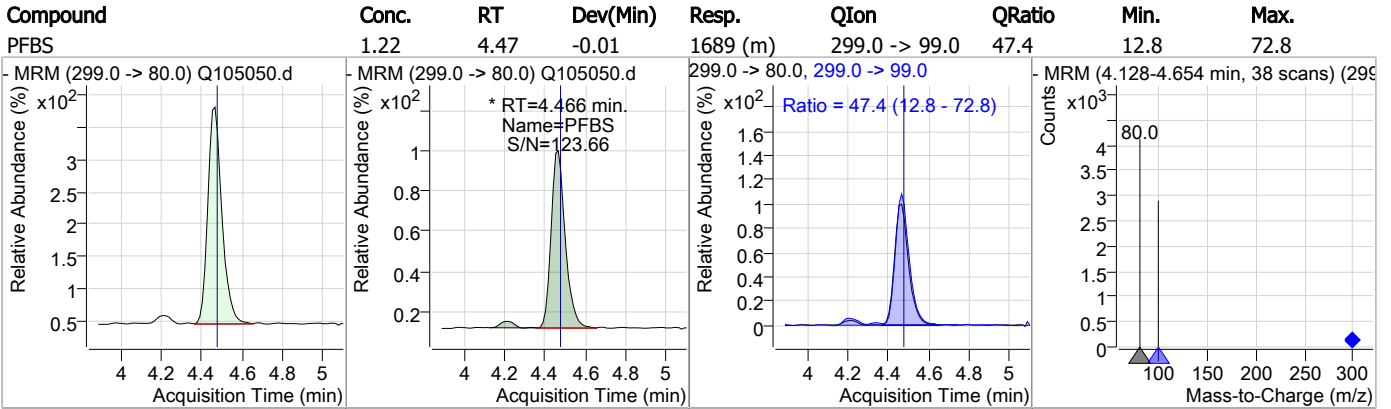 Compound Conc. RT Dev(Min) Resp. QIon QRatio Min. Max.
PFBS 1.22 4.47 -0.01 1689 (m) 299.0 -> 99.0 47.4 12.8 72.8
- MRM (299.0 -> 80.0) Q105050.d
Relative Abundance (%)
x10²
3
2.5
2
1.5
1
0.5
4 4.2 4.4 4.6 4.8 5
Acquisition Time (min)
- MRM (299.0 -> 80.0) Q105050.d
Relative Abundance (%)
x10²
* RT=4.466 min.
Name=PFBS
S/N=123.66
1
0.8
0.6
0.4
0.2
4 4.2 4.4 4.6 4.8 5
Acquisition Time (min)
299.0 -> 80.0, 299.0 -> 99.0
Relative Abundance (%)
x10²
Ratio = 47.4 (12.8 - 72.8)
1.6
1.4
1.2
1
0.8
0.6
0.4
0.2
0
4 4.2 4.4 4.6 4.8 5
Acquisition Time (min)
- MRM (4.128-4.654 min, 38 scans) (299
Counts
x10³
80.0
4
3.5
3
2.5
2
1.5
1
0.5
0
100 150 200 250 300
Mass-to-Charge (m/z)